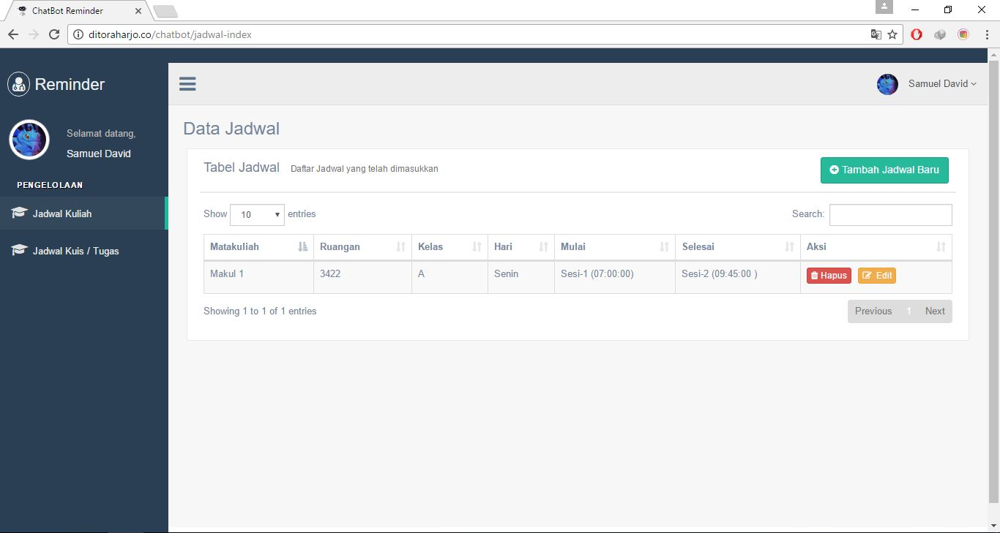 ChatBot Reminder
ditoraharjo.co/chatbot/jadwal-index
Reminder
Samuel David
Selamat datang,
Samuel David
PENGELOLAAN
Jadwal Kuliah
Jadwal Kuis / Tugas
Data Jadwal
Tabel Jadwal Daftar Jadwal yang telah dimasukkan
Tambah Jadwal Baru
Show 10 entries
Search:
Matakuliah Ruangan Kelas Hari Mulai Selesai Aksi
Makul 1 3422 A Senin Sesi-1 (07:00:00) Sesi-2 (09:45:00 ) Hapus Edit
Showing 1 to 1 of 1 entries
Previous 1 Next